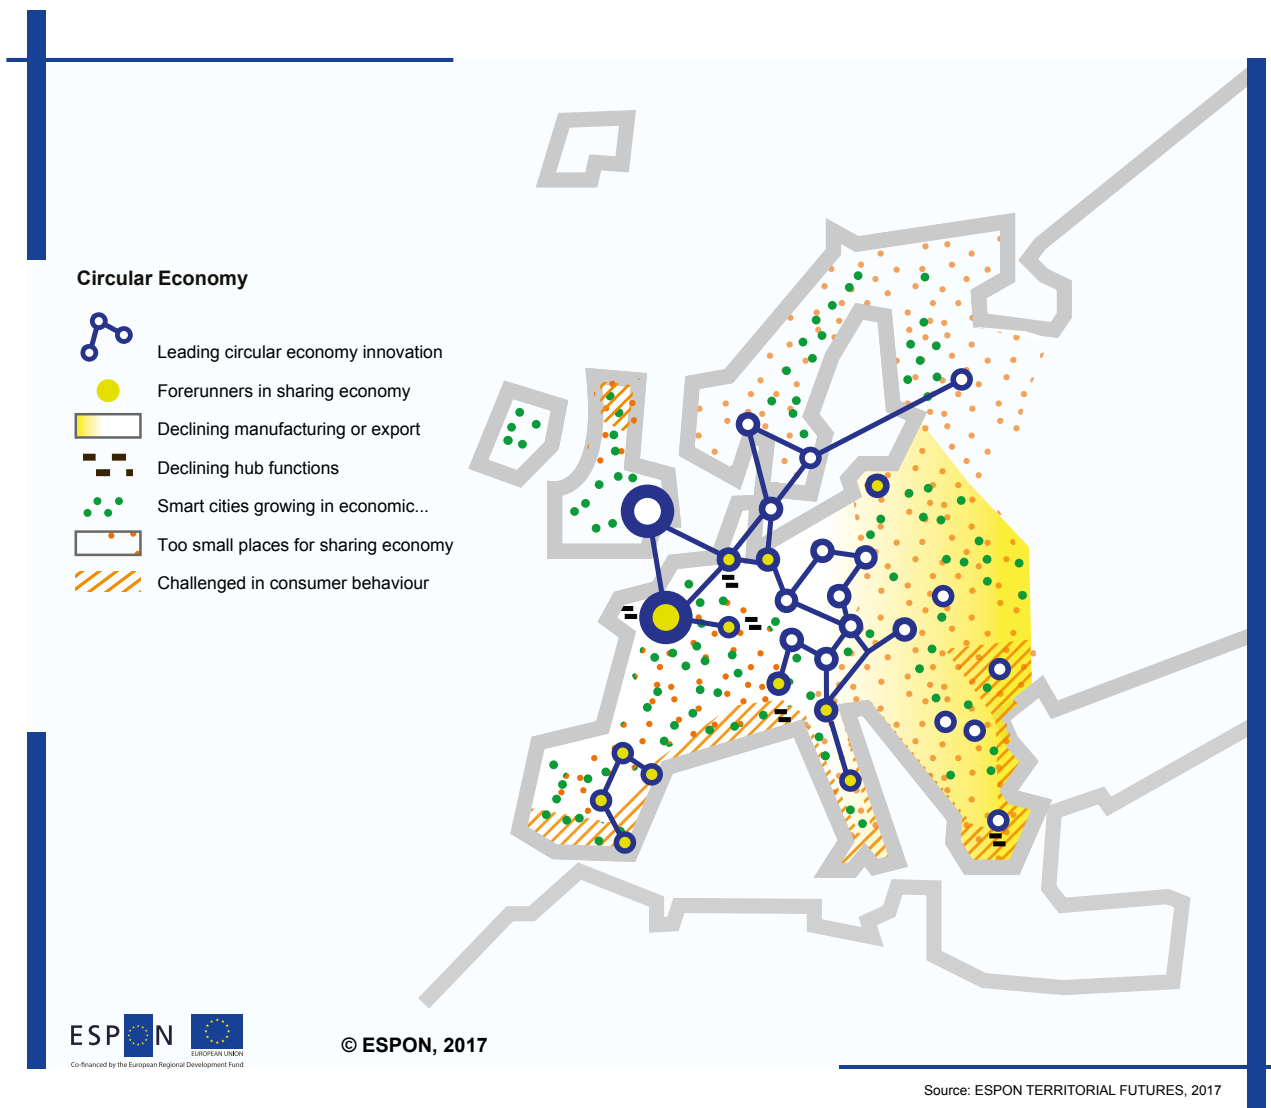 Circular Economy
Leading circular economy innovation
Forerunners in sharing economy
Declining manufacturing or export
Declining hub functions
Smart cities growing in economic...
Too small places for sharing economy
Challenged in consumer behaviour
ESPON
EUROPEAN UNION
Co-financed by the European Regional Development Fund
© ESPON, 2017
Source: ESPON TERRITORIAL FUTURES, 2017